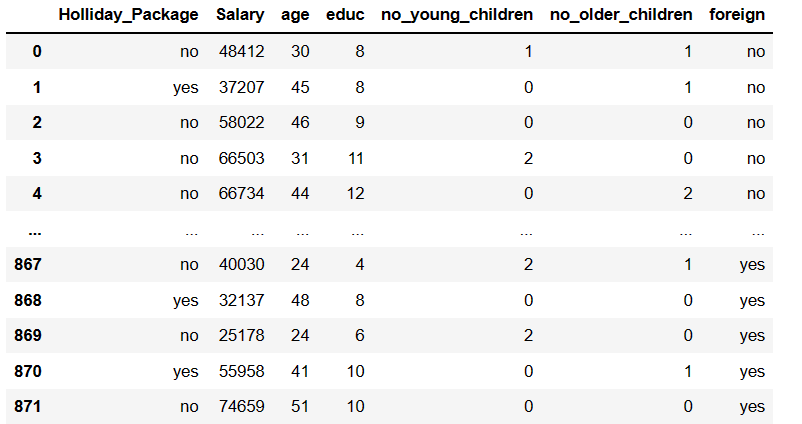 Holliday_Package Salary age educ no_young_children no_older_children foreign
0 no 48412 30 8 1 1 no
1 yes 37207 45 8 0 1 no
2 no 58022 46 9 0 0 no
3 no 66503 31 11 2 0 no
4 no 66734 44 12 0 2 no
... ... ... ... ... ... ... ...
867 no 40030 24 4 2 1 yes
868 yes 32137 48 8 0 0 yes
869 no 25178 24 6 2 0 yes
870 yes 55958 41 10 0 1 yes
871 no 74659 51 10 0 0 yes